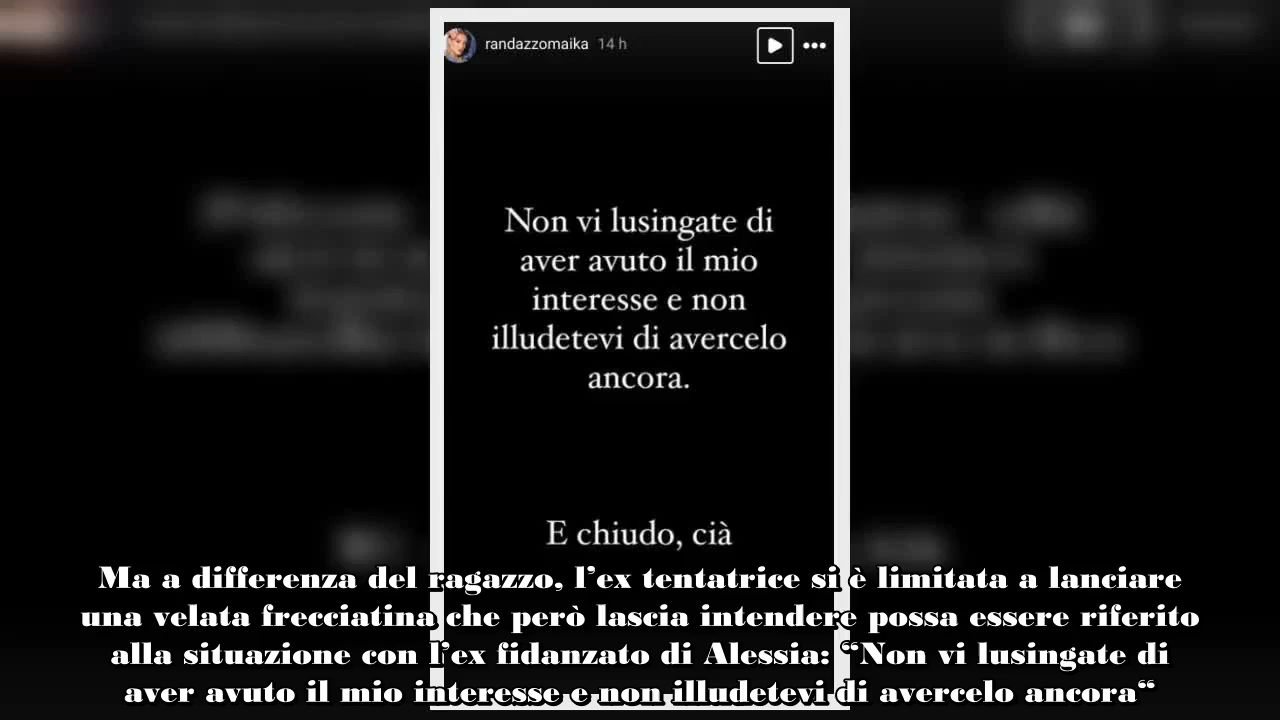 randazzomaika 14 h
Non vi lusingate di
aver avuto il mio
interesse e non
illudetevi di avercelo
ancora.
E chiudo, cià
Ma a differenza del ragazzo, l'ex tentatrice si è limitata a lanciare
una velata frecciatina che però lascia intendere possa essere riferito
alla situazione con l'ex fidanzato di Alessia: “Non vi lusingate di
aver avuto il mio interesse e non illudetevi di avercelo ancora“